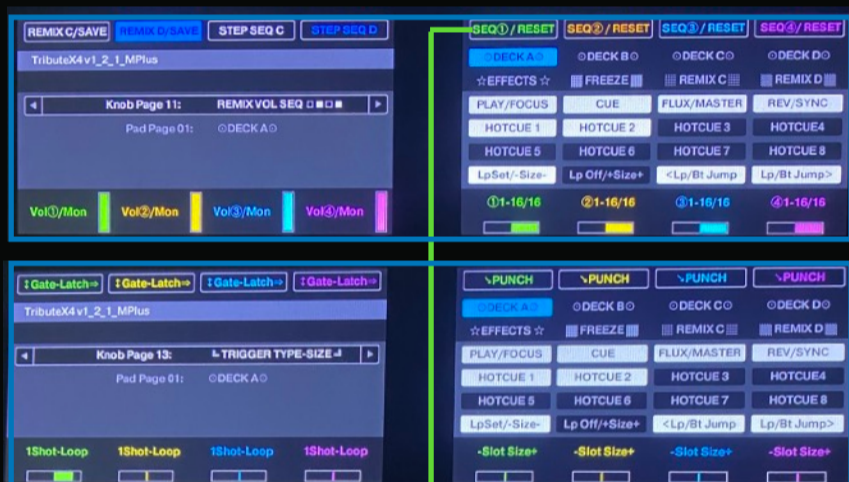 REMIX C/SAVE REMIX D/SAVE STEP SEQ C STEP SEQ D
TributeX4 v1_2_1_MPlus
◄ Knob Page 11: REMIX VOL SEQ □■□■ ►
Pad Page 01: ⊙DECK A⊙
Vol①/Mon Vol②/Mon Vol③/Mon Vol④/Mon
SEQ①/RESET SEQ②/RESET SEQ③/RESET SEQ④/RESET
⊙DECK A⊙ ⊙DECK B⊙ ⊙DECK C⊙ ⊙DECK D⊙
☆EFFECTS☆ ▦FREEZE▦ ▦REMIX C▦ ▦REMIX D▦
PLAY/FOCUS CUE FLUX/MASTER REV/SYNC
HOTCUE 1 HOTCUE 2 HOTCUE 3 HOTCUE4
HOTCUE 5 HOTCUE 6 HOTCUE 7 HOTCUE 8
LpSet/-Size- Lp Off/+Size+ <Lp/Bt Jump Lp/Bt Jump>
①1-16/16 ②1-16/16 ③1-16/16 ④1-16/16
↕Gate-Latch⇒ ↕Gate-Latch⇒ ↕Gate-Latch⇒ ↕Gate-Latch⇒
TributeX4 v1_2_1_MPlus
◄ Knob Page 13: ┗TRIGGER TYPE-SIZE┛ ►
Pad Page 01: ⊙DECK A⊙
1Shot-Loop 1Shot-Loop 1Shot-Loop 1Shot-Loop
↘PUNCH ↘PUNCH ↘PUNCH ↘PUNCH
⊙DECK A⊙ ⊙DECK B⊙ ⊙DECK C⊙ ⊙DECK D⊙
☆EFFECTS☆ ▦FREEZE▦ ▦REMIX C▦ ▦REMIX D▦
PLAY/FOCUS CUE FLUX/MASTER REV/SYNC
HOTCUE 1 HOTCUE 2 HOTCUE 3 HOTCUE4
HOTCUE 5 HOTCUE 6 HOTCUE 7 HOTCUE 8
LpSet/-Size- Lp Off/+Size+ <Lp/Bt Jump Lp/Bt Jump>
-Slot Size+ -Slot Size+ -Slot Size+ -Slot Size+